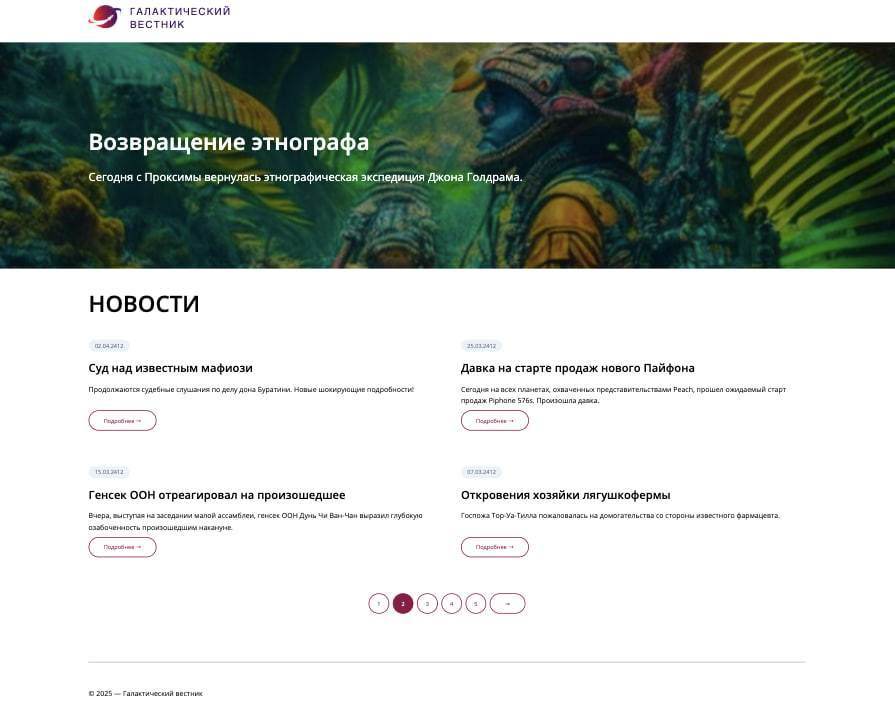 ГАЛАКТИЧЕСКИЙ
ВЕСТНИК
Возвращение этнографа
Сегодня с Проксимы вернулась этнографическая экспедиция Джона Голдрама.
НОВОСТИ
02.04.2412
Суд над известным мафиози
Продолжаются судебные слушания по делу дона Буратини. Новые шокирующие подробности!
Подробнее →
25.03.2412
Давка на старте продаж нового Пайфона
Сегодня на всех планетах, охваченных представительствами Peach, прошел ожидаемый старт
продаж Piphone 576s. Произошла давка.
Подробнее →
15.03.2412
Генсек ООН отреагировал на произошедшее
Вчера, выступая на заседании малой ассамблеи, генсек ООН Дунь Чи Ван-Чан выразил глубокую
озабоченность произошедшим накануне.
Подробнее →
07.03.2412
Откровения хозяйки лягушкофермы
Госпожа Тор-Уа-Тилла пожаловалась на домогательства со стороны известного фармацевта.
Подробнее →
1 2 3 4 5 →
© 2025 — Галактический вестник